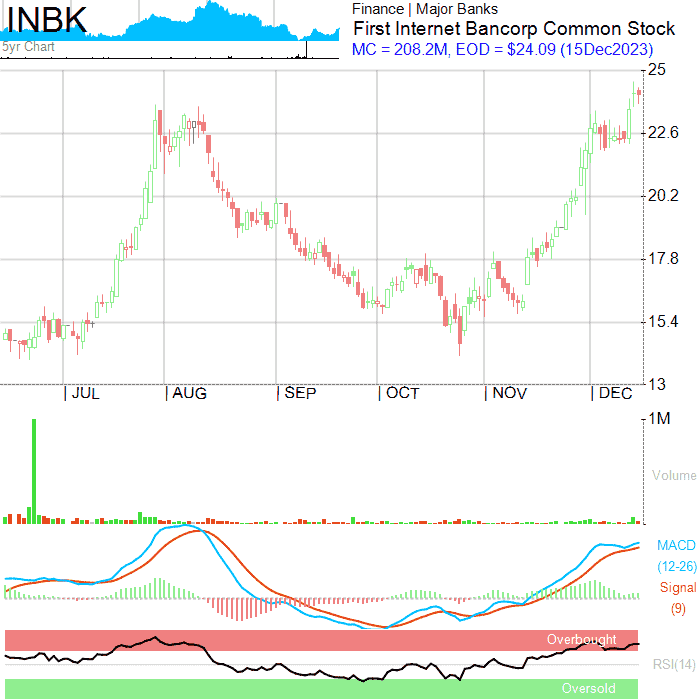 INBK
5yr Chart
Finance | Major Banks
First Internet Bancorp Common Stock
MC = 208.2M, EOD = $24.09 (15Dec2023)
25
22.6
20.2
17.8
15.4
13
JUL AUG SEP OCT NOV DEC
1M
Volume
MACD
(12-26)
Signal
(9)
Overbought
RSI(14)
Oversold